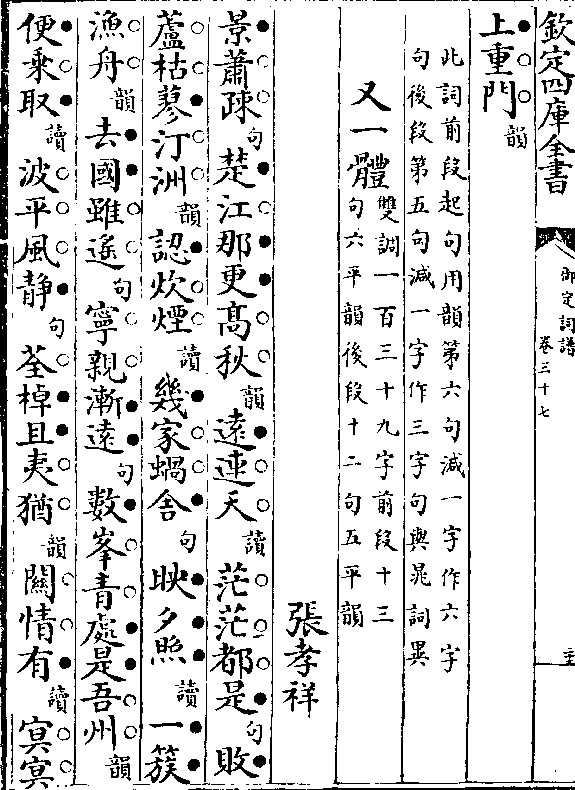 欽定四庫全書
御定詞譜
卷三十七
上重門韻
此詞前段起句用韻第六句減一字作六字
句後段第五句減一字作三字句與晁詞異
又一體雙調一百三十九字前段十三
句六平韻後段十二句五平韻
張孝祥
景蕭疎句楚江那更高秋韻遠連天讀茫茫都是句敗
蘆枯蓼汀洲韻認炊煙讀幾家蝸舍句映夕照讀一簇
漁舟韻去國雖遙句寧親漸遠句數峯青處是吾州韻
便乘取讀波平風静句荃棹且夷猶韻關情有讀㝠㝠